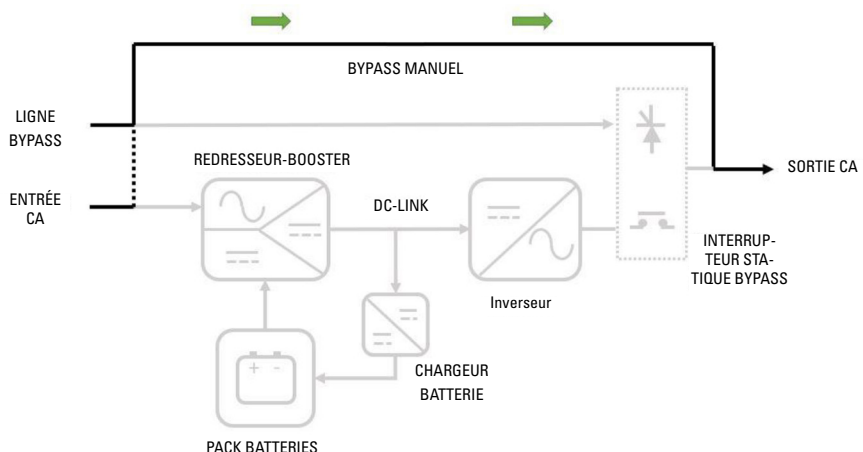 BYPASS MANUEL
LIGNE
BYPASS
REDRESSEUR-BOOSTER
SORTIE CA
ENTRÉE
CA
DC-LINK
INTERRUP-
TEUR STA-
TIQUE BYPASS
Inverseur
+ -
CHARGEUR
BATTERIE
PACK BATTERIES